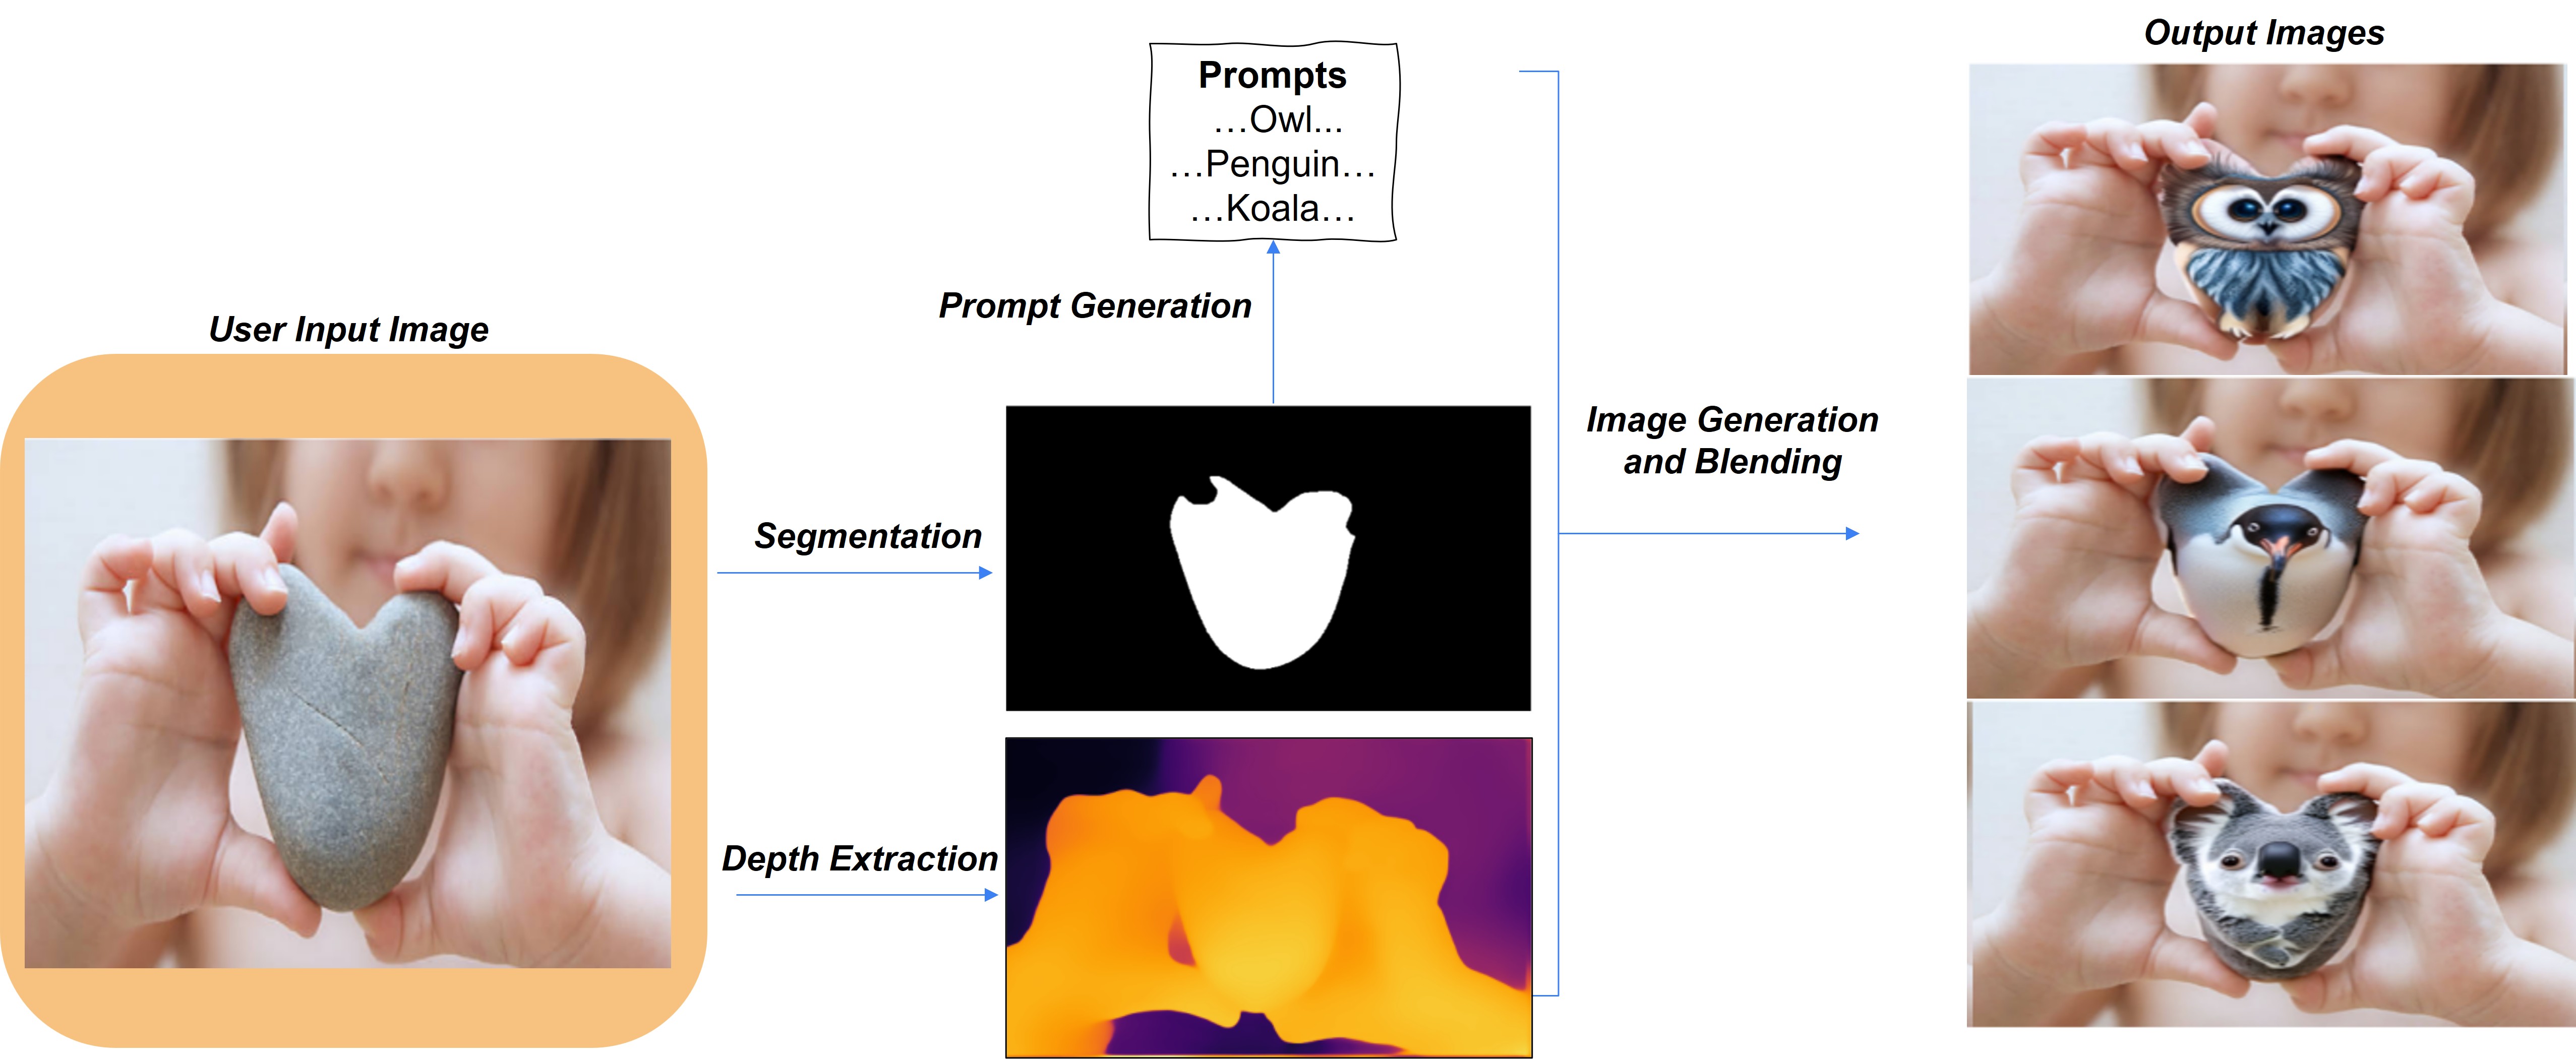 User Input Image
Segmentation
Depth Extraction
Prompt Generation
Prompts
…Owl...
…Penguin…
…Koala…
Image Generation
and Blending
Output Images